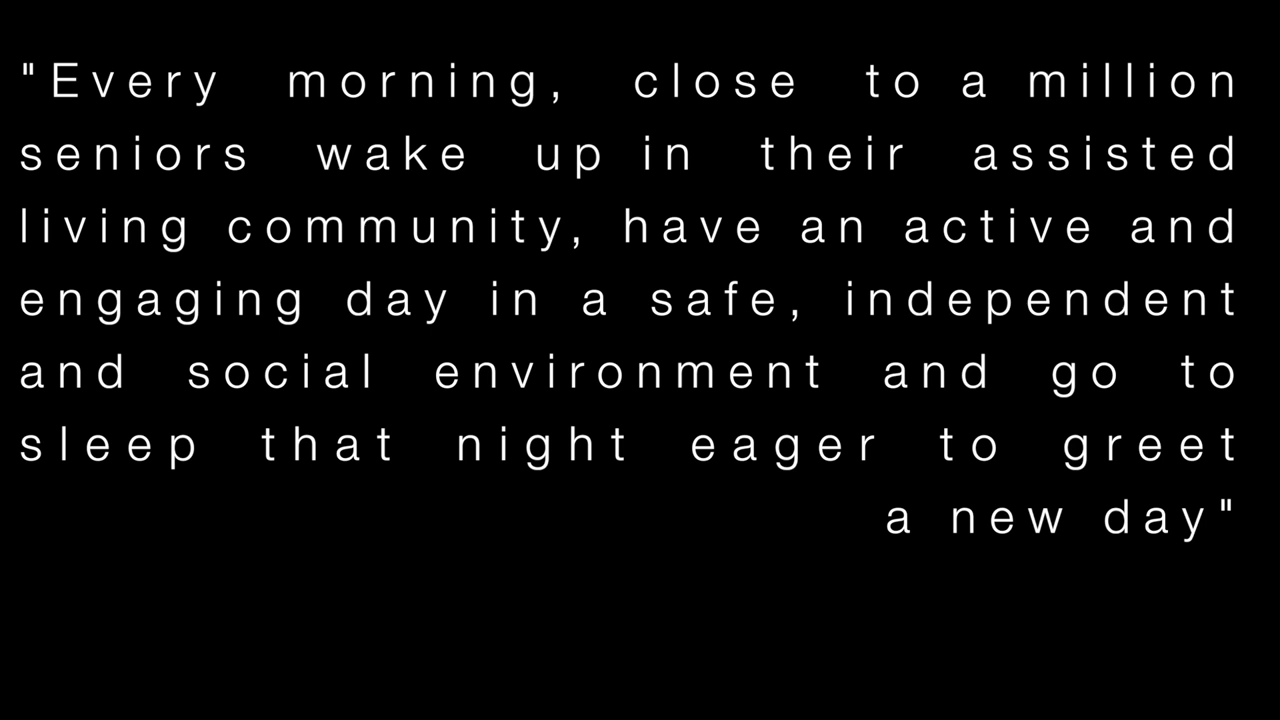 "Every morning, close to a million
seniors wake up in their assisted
living community, have an active and
engaging day in a safe, independent
and social environment and go to
sleep that night eager to greet
a new day"